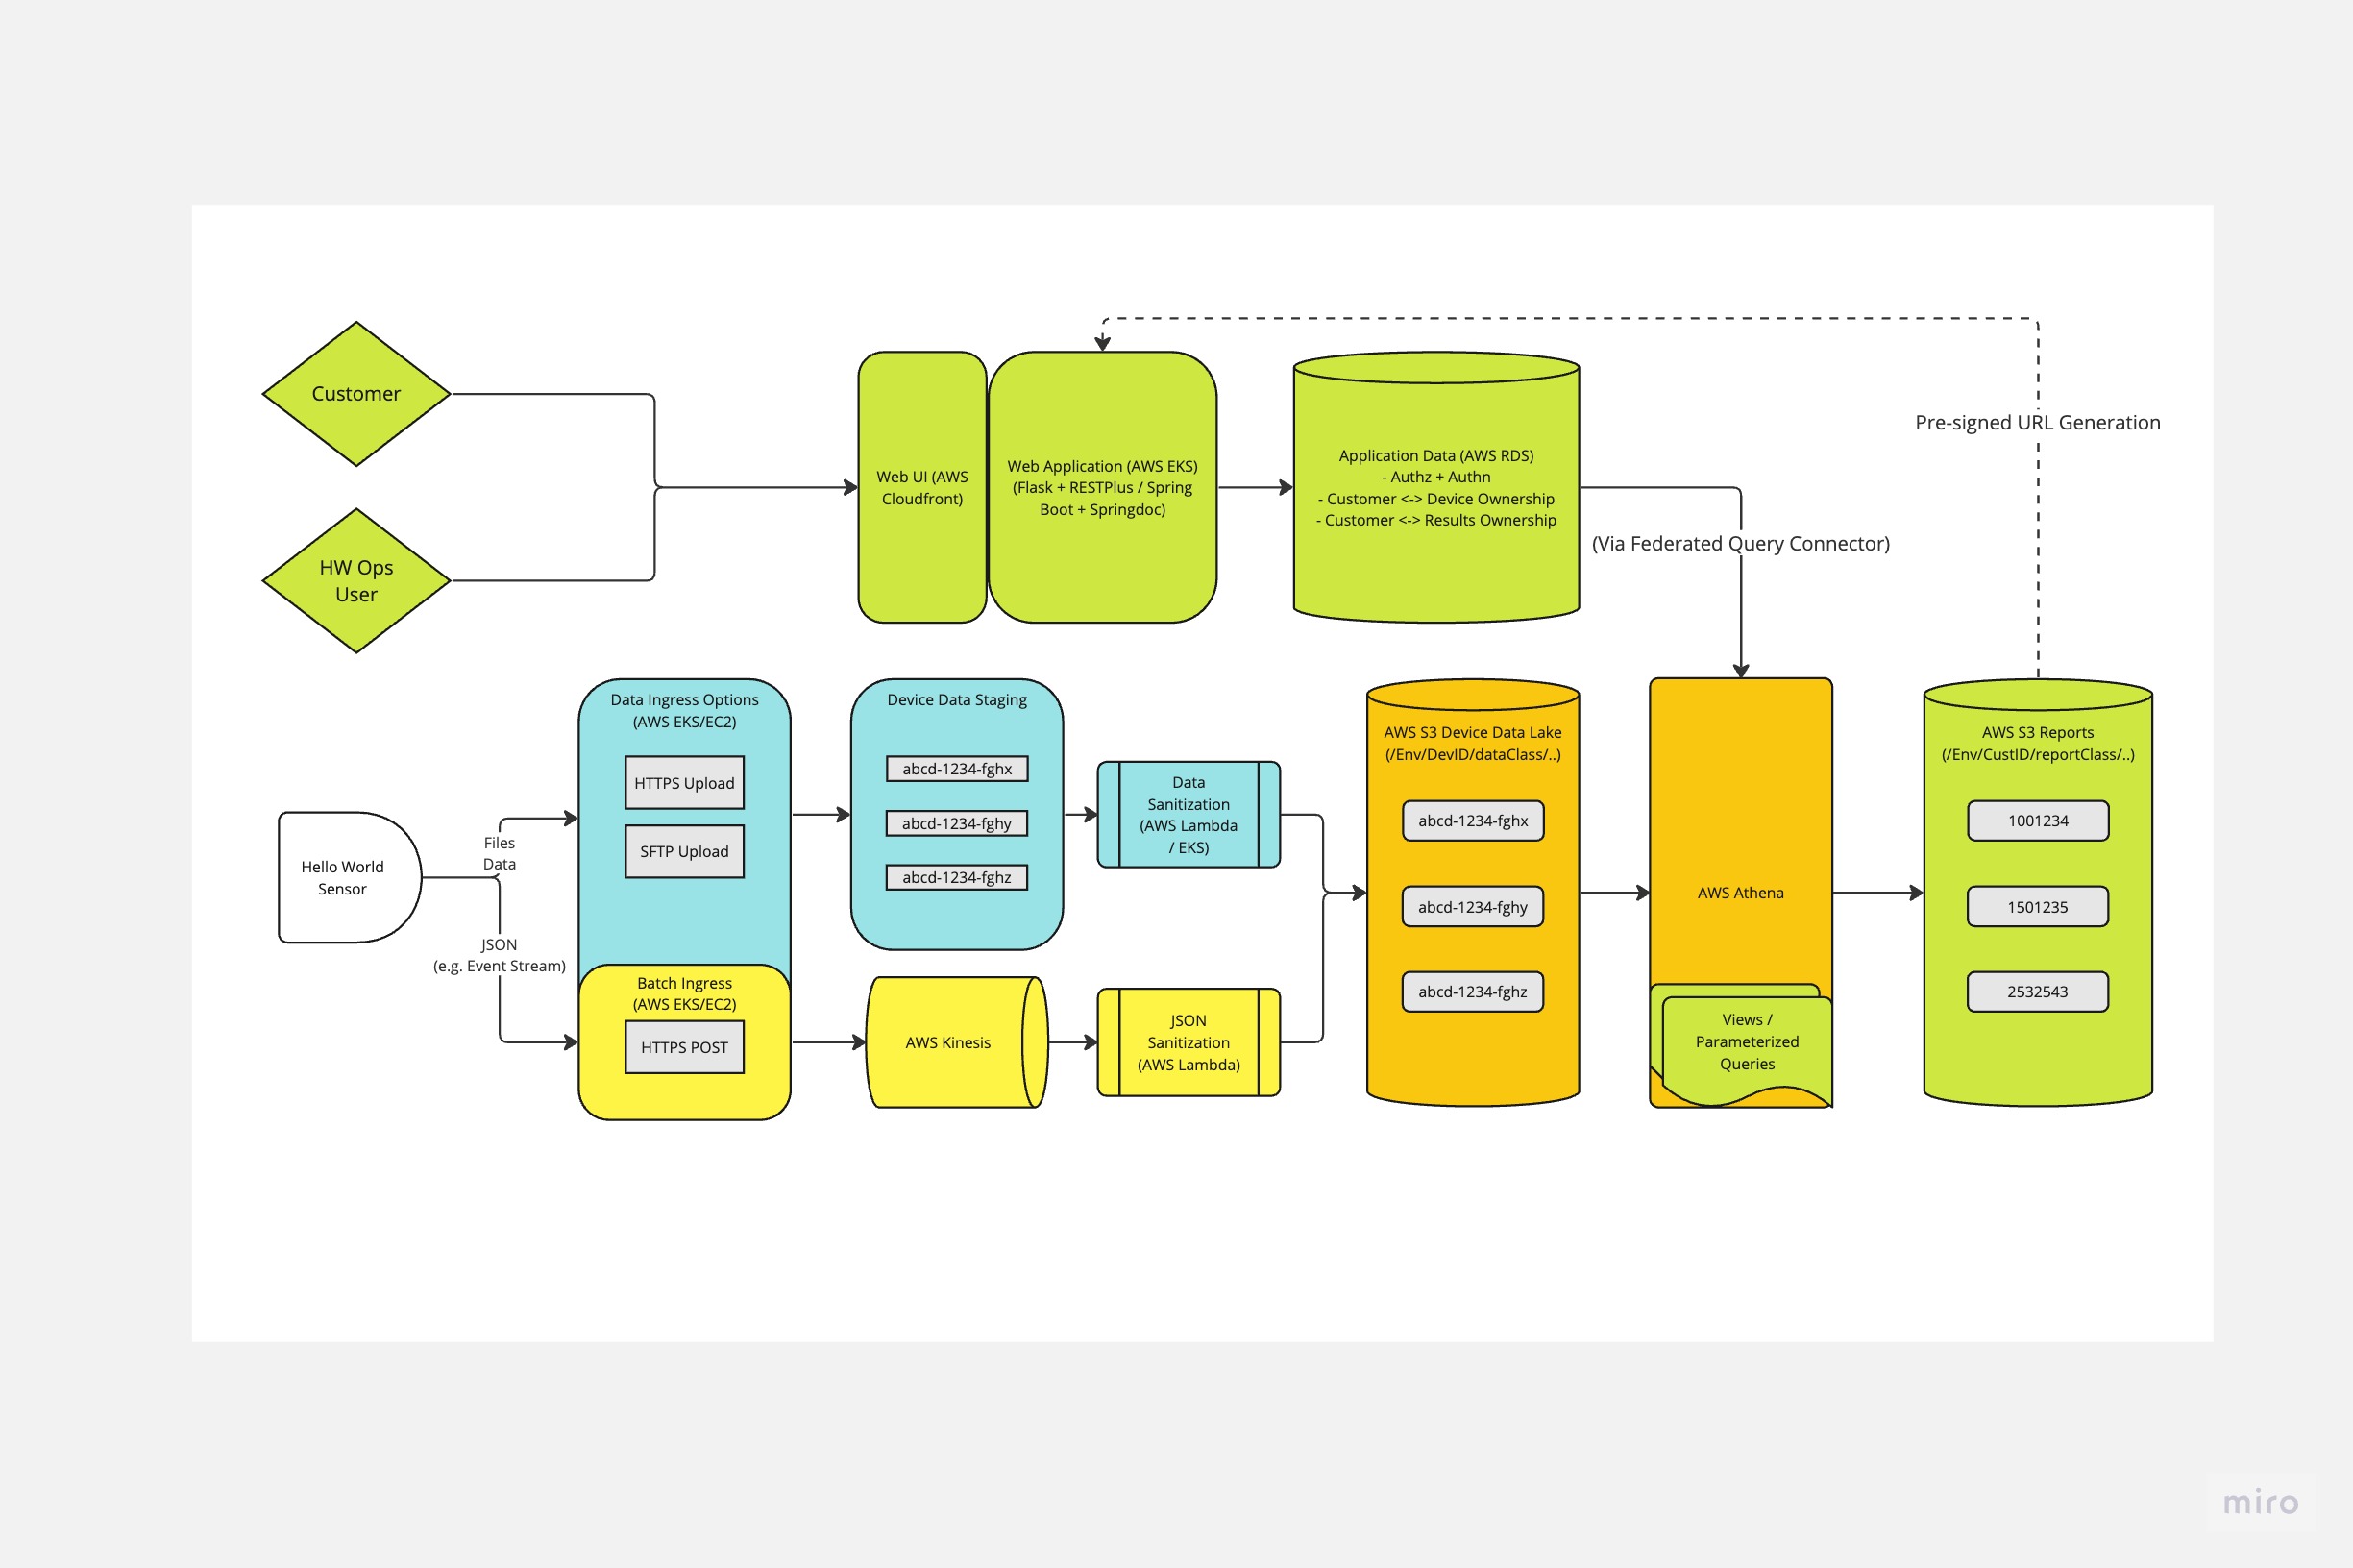 Customer
HW Ops
User
Web UI (AWS
Cloudfront)
Web Application (AWS EKS)
(Flask + RESTPlus / Spring
Boot + Springdoc)
Application Data (AWS RDS)
- Authz + Authn
- Customer <-> Device Ownership
- Customer <-> Results Ownership
(Via Federated Query Connector)
Pre-signed URL Generation
Hello World
Sensor
Files
Data
JSON
(e.g. Event Stream)
Data Ingress Options
(AWS EKS/EC2)
HTTPS Upload
SFTP Upload
Batch Ingress
(AWS EKS/EC2)
HTTPS POST
Device Data Staging
abcd-1234-fghx
abcd-1234-fghy
abcd-1234-fghz
AWS Kinesis
Data
Sanitization
(AWS Lambda
/ EKS)
JSON
Sanitization
(AWS Lambda)
AWS S3 Device Data Lake
(/Env/DevID/dataClass/..)
abcd-1234-fghx
abcd-1234-fghy
abcd-1234-fghz
AWS Athena
Views /
Parameterized
Queries
AWS S3 Reports
(/Env/CustID/reportClass/..)
1001234
1501235
2532543
miro